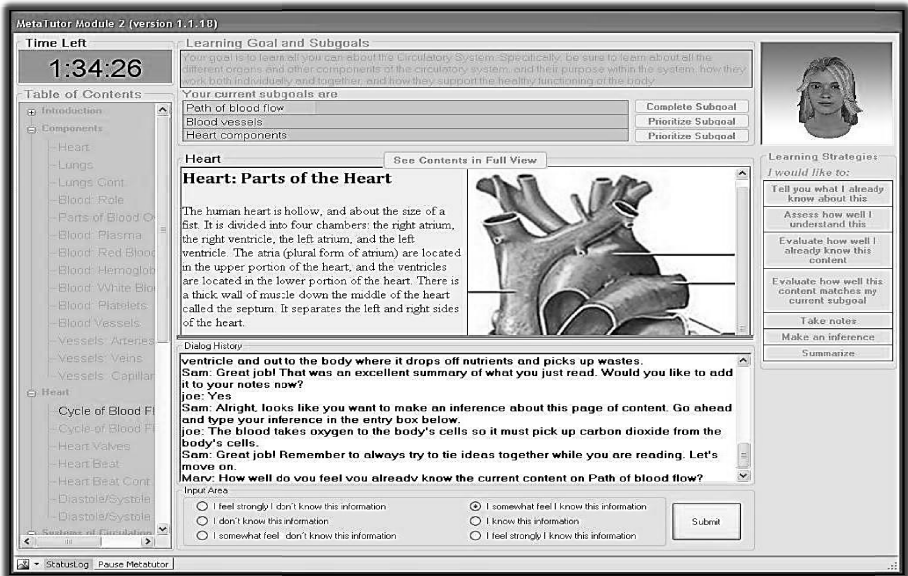 MetaTutor Module 2 (version 1.1.18)
Time Left
1:34:26
Table of Contents
Introduction
Components
Heart
Lungs
Lungs Cont.
Blood: Role
Parts of Blood O
Blood: Plasma
Blood: Red Blood
Blood: Hemoglob
Blood: White Blo
Blood: Platelets
Blood Vessels
Vessels: Arteries
Vessels: Veins
Vessels: Capillar
Heart
Cycle of Blood Fl
Cycle of Blood Fl
Heart Valves
Heart Beat
Heart Beat Cont
Diastole/Systole
Diastole/Systole
Systems of Circulation
Learning Goal and Subgoals
Your goal is to learn all you can about the Circulatory System. Specifically, be sure to learn about all the
different organs and other components of the circulatory system, and their purpose within the system, how they
work both individually and together, and how they support the healthy functioning of the body
Your current subgoals are
Path of blood flow
Complete Subgoal
Blood vessels
Prioritize Subgoal
Heart components
Prioritize Subgoal
Heart
See Contents in Full View
Heart: Parts of the Heart
The human heart is hollow, and about the size of a
fist. It is divided into four chambers: the right atrium,
the right ventricle, the left atrium, and the left
ventricle. The atria (plural form of atrium) are located
in the upper portion of the heart, and the ventricles
are located in the lower portion of the heart. There is
a thick wall of muscle down the middle of the heart
called the septum. It separates the left and right sides
of the heart.
Dialog History
ventricle and out to the body where it drops off nutrients and picks up wastes.
Sam: Great job! That was an excellent summary of what you just read. Would you like to add
it to your notes now?
joe: Yes
Sam: Alright, looks like you want to make an inference about this page of content. Go ahead
and type your inference in the entry box below.
joe: The blood takes oxygen to the body's cells so it must pick up carbon dioxide from the
body's cells.
Sam: Great job! Remember to always try to tie ideas together while you are reading. Let's
move on.
Mary: How well do you feel you already know the current content on Path of blood flow?
Input Area
I feel strongly I don't know this information
I don't know this information
I somewhat feel I don't know this information
I somewhat feel I know this information
I know this information
I feel strongly I know this information
Submit
Learning Strategies
I would like to:
Tell you what I already
know about this
Assess how well I
understand this
Evaluate how well I
already know this
content
Evaluate how well this
content matches my
current subgoal
Take notes
Make an inference
Summarize
StatusLog
Pause Metatutor